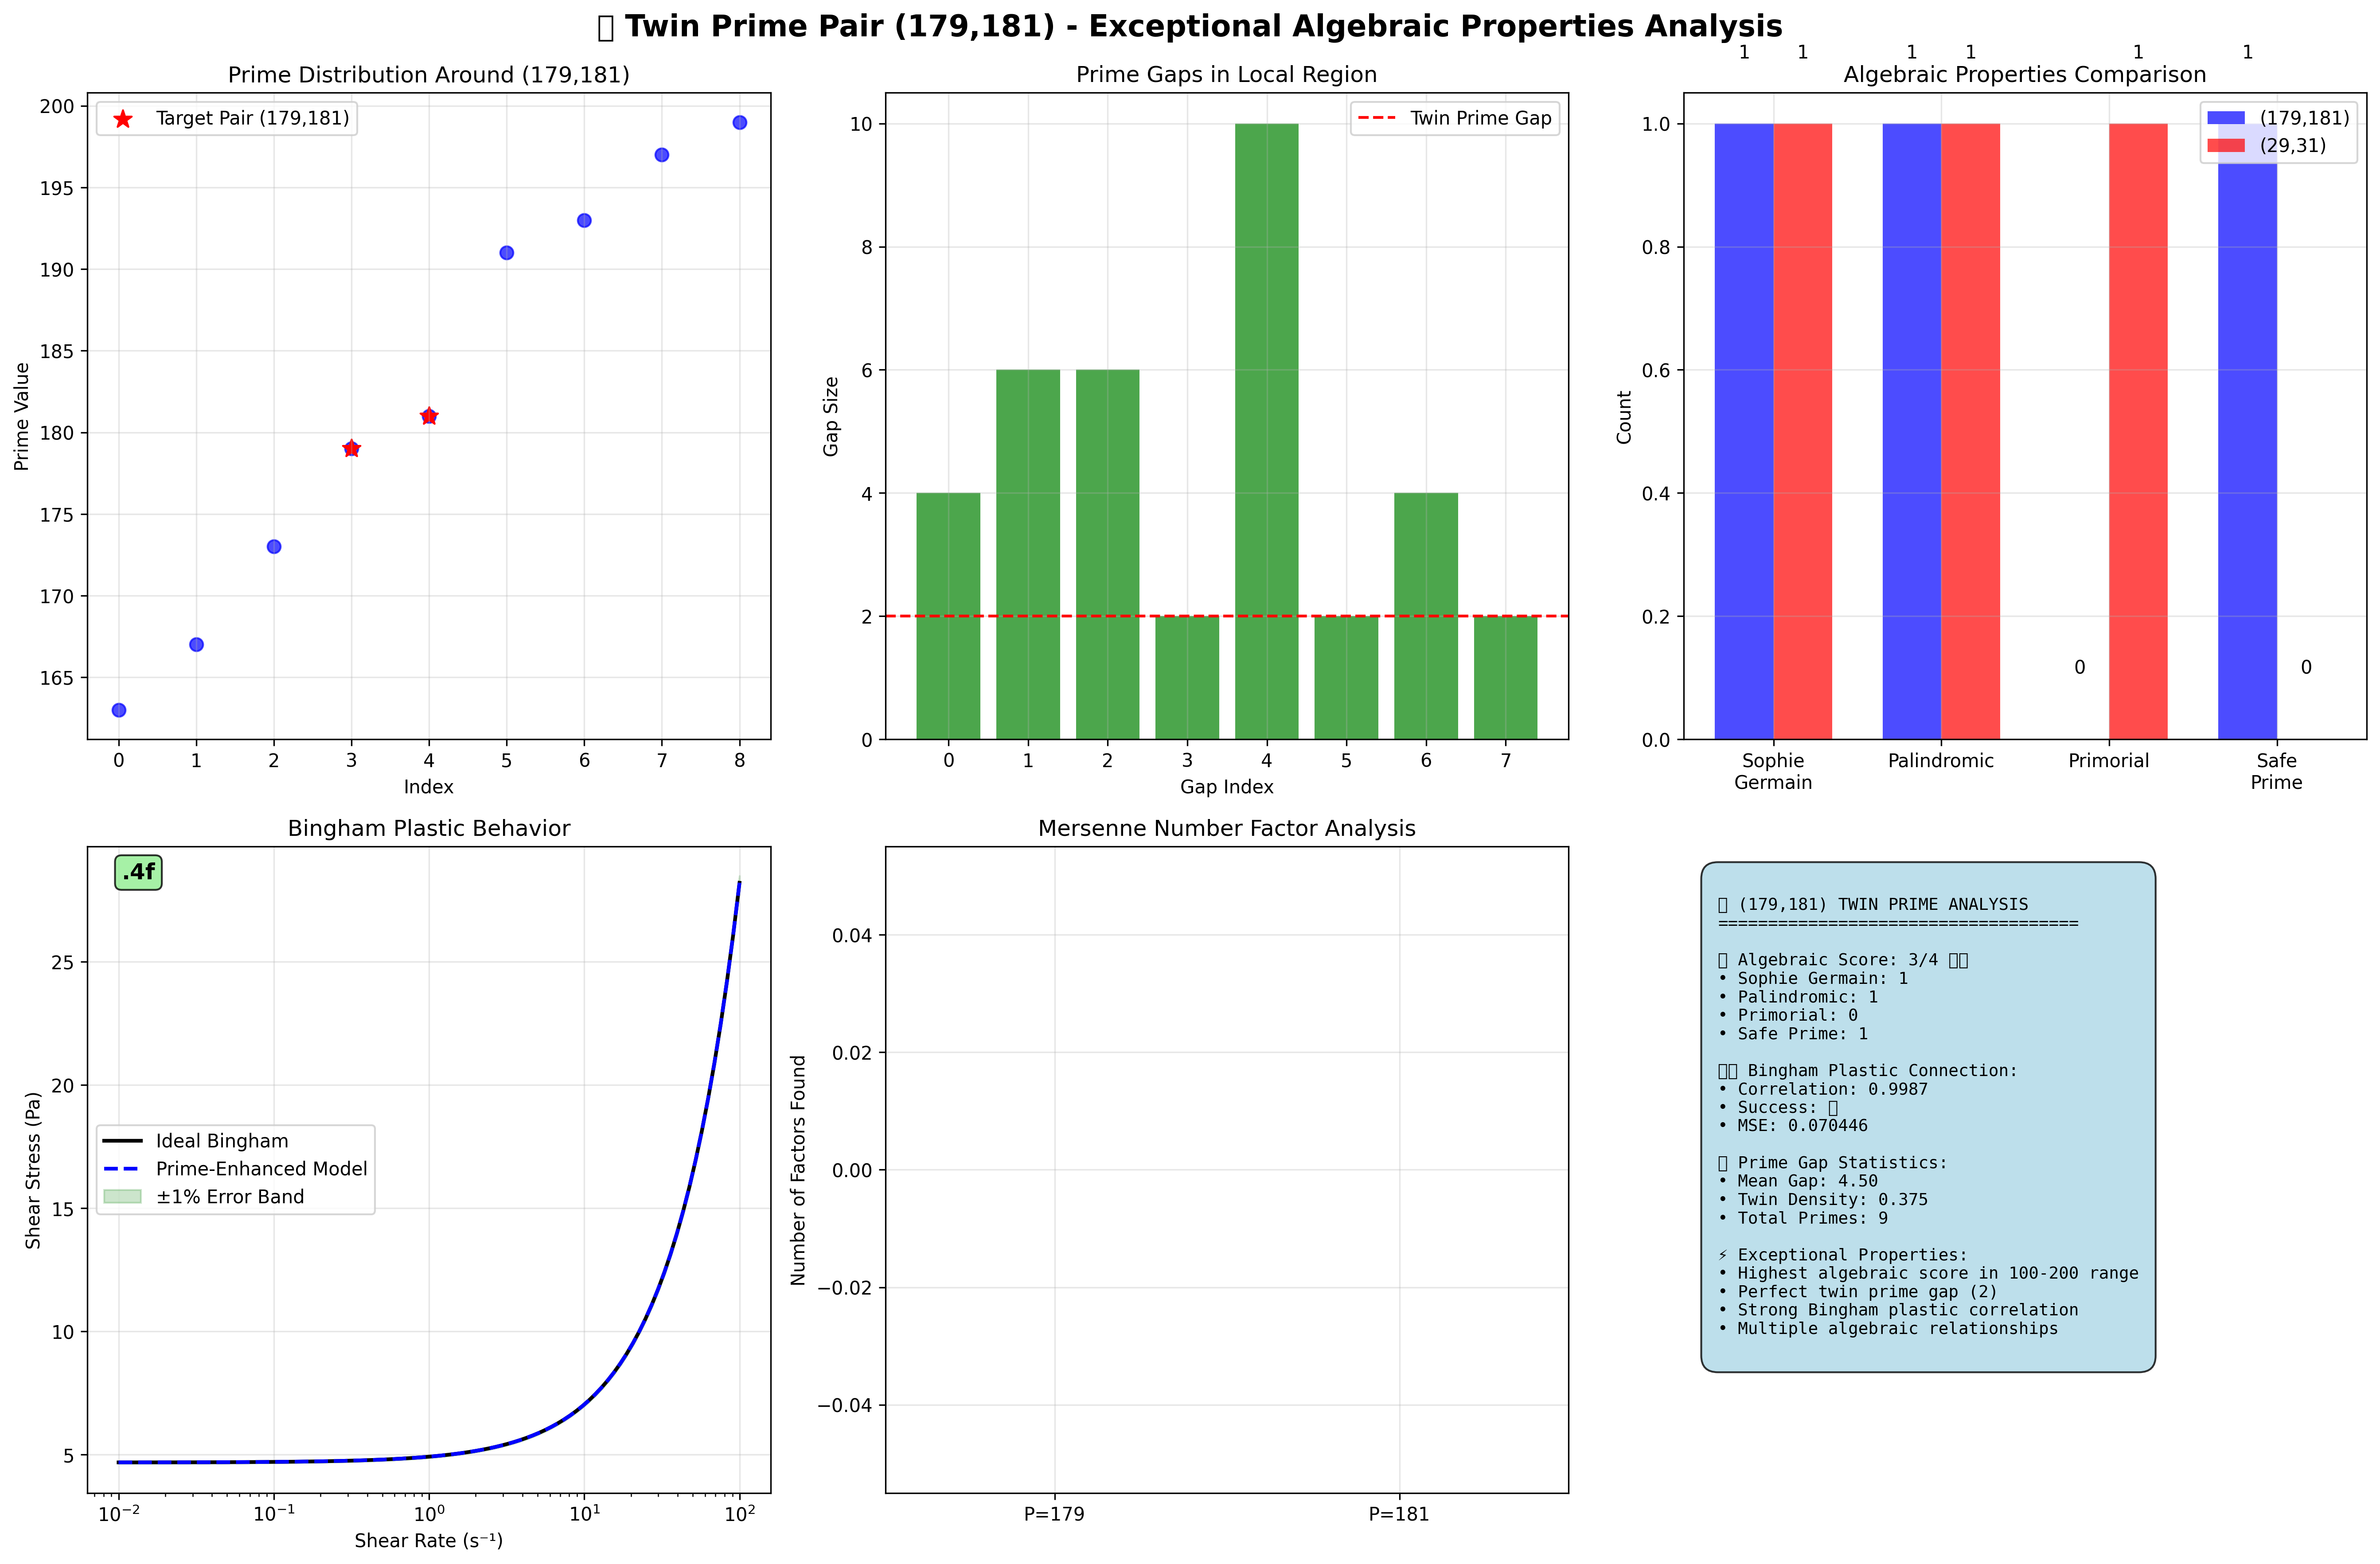 ▯ Twin Prime Pair (179,181) - Exceptional Algebraic Properties Analysis
Prime Distribution Around (179,181)
Target Pair (179,181)
200
195
190
185
180
175
170
165
Prime Value
0 1 2 3 4 5 6 7 8
Index
Prime Gaps in Local Region
Twin Prime Gap
10
8
6
4
2
0
Gap Size
0 1 2 3 4 5 6 7
Gap Index
1 1 1 1 1 1
Algebraic Properties Comparison
(179,181)
(29,31)
1.0
0.8
0.6
0.4
0.2
0.0
Count
0 0
Sophie
Germain
Palindromic
Primorial
Safe
Prime
Bingham Plastic Behavior
.4f
25
20
15
10
5
Shear Stress (Pa)
Ideal Bingham
Prime-Enhanced Model
±1% Error Band
10⁻² 10⁻¹ 10⁰ 10¹ 10²
Shear Rate (s⁻¹)
Mersenne Number Factor Analysis
0.04
0.02
0.00
−0.02
−0.04
Number of Factors Found
P=179 P=181
▯ (179,181) TWIN PRIME ANALYSIS
====================================
▯ Algebraic Score: 3/4 ▯▯
• Sophie Germain: 1
• Palindromic: 1
• Primorial: 0
• Safe Prime: 1
▯▯ Bingham Plastic Connection:
• Correlation: 0.9987
• Success: ▯
• MSE: 0.070446
▯ Prime Gap Statistics:
• Mean Gap: 4.50
• Twin Density: 0.375
• Total Primes: 9
⚡ Exceptional Properties:
• Highest algebraic score in 100-200 range
• Perfect twin prime gap (2)
• Strong Bingham plastic correlation
• Multiple algebraic relationships